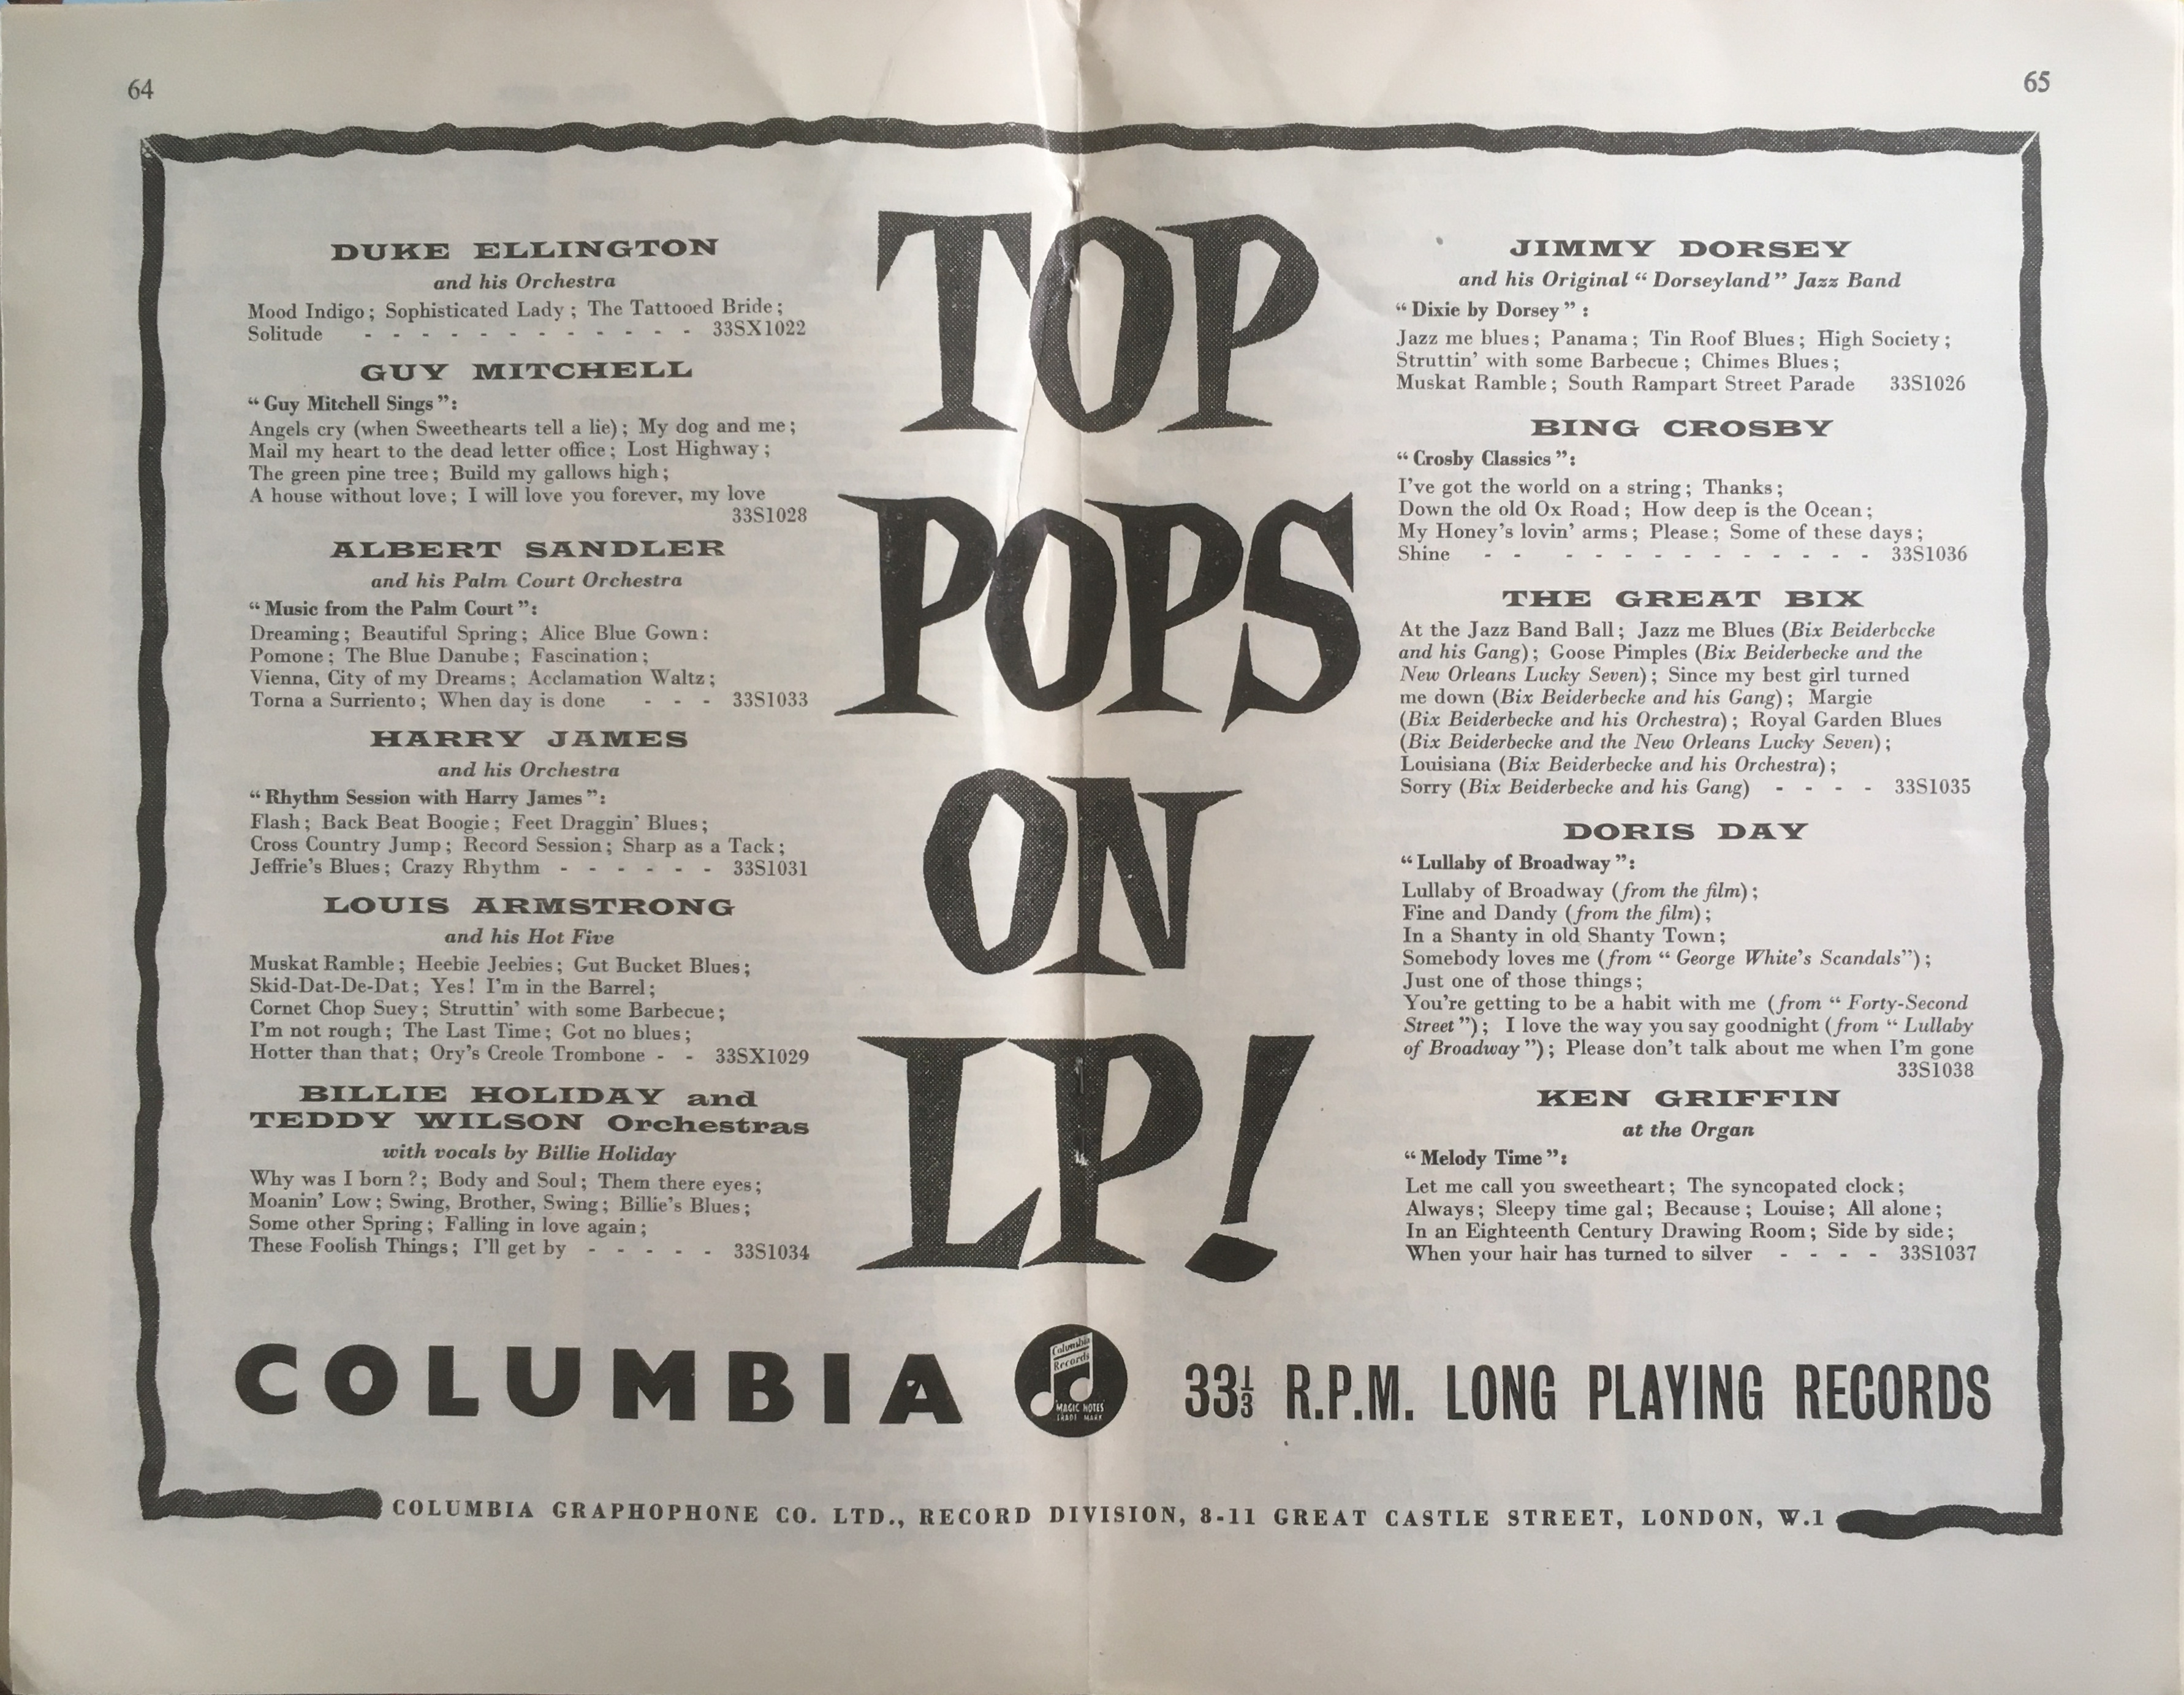 64
65
DUKE ELLINGTON
and his Orchestra
Mood Indigo ; Sophisticated Lady ; The Tattooed Bride ;
Solitude - - - - - - - - - - - - 33SX1022
GUY MITCHELL
“ Guy Mitchell Sings ”:
Angels cry (when Sweethearts tell a lie) ; My dog and me ;
Mail my heart to the dead letter office ; Lost Highway ;
The green pine tree ; Build my gallows high ;
A house without love ; I will love you forever, my love
33S1028
ALBERT SANDLER
and his Palm Court Orchestra
“ Music from the Palm Court ”:
Dreaming ; Beautiful Spring ; Alice Blue Gown :
Pomone ; The Blue Danube ; Fascination ;
Vienna, City of my Dreams ; Acclamation Waltz ;
Torna a Surriento ; When day is done - - - 33S1033
HARRY JAMES
and his Orchestra
“ Rhythm Session with Harry James ”:
Flash ; Back Beat Boogie ; Feet Draggin’ Blues ;
Cross Country Jump ; Record Session ; Sharp as a Tack ;
Jeffrie’s Blues ; Crazy Rhythm - - - - - - 33S1031
LOUIS ARMSTRONG
and his Hot Five
Muskat Ramble ; Heebie Jeebies ; Gut Bucket Blues ;
Skid-Dat-De-Dat ; Yes! I’m in the Barrel ;
Cornet Chop Suey ; Struttin’ with some Barbecue ;
I’m not rough ; The Last Time ; Got no blues ;
Hotter than that ; Ory’s Creole Trombone - - 33SX1029
BILLIE HOLIDAY and
TEDDY WILSON Orchestras
with vocals by Billie Holiday
Why was I born ? ; Body and Soul ; Them there eyes ;
Moanin’ Low ; Swing, Brother, Swing ; Billie’s Blues ;
Some other Spring ; Falling in love again ;
These Foolish Things ; I’ll get by - - - - - 33S1034
TOP
POPS
ON
LP!
JIMMY DORSEY
and his Original “ Dorseyland ” Jazz Band
“ Dixie by Dorsey ” :
Jazz me blues ; Panama ; Tin Roof Blues ; High Society ;
Struttin’ with some Barbecue ; Chimes Blues ;
Muskat Ramble ; South Rampart Street Parade 33S1026
BING CROSBY
“ Crosby Classics ”:
I’ve got the world on a string ; Thanks ;
Down the old Ox Road ; How deep is the Ocean ;
My Honey’s lovin’ arms ; Please ; Some of these days ;
Shine - - - - - - - - - - - - - 33S1036
THE GREAT BIX
At the Jazz Band Ball ; Jazz me Blues (Bix Beiderbecke
and his Gang) ; Goose Pimples (Bix Beiderbecke and the
New Orleans Lucky Seven) ; Since my best girl turned
me down (Bix Beiderbecke and his Gang) ; Margie
(Bix Beiderbecke and his Orchestra) ; Royal Garden Blues
(Bix Beiderbecke and the New Orleans Lucky Seven) ;
Louisiana (Bix Beiderbecke and his Orchestra) ;
Sorry (Bix Beiderbecke and his Gang) - - - - 33S1035
DORIS DAY
“ Lullaby of Broadway ”:
Lullaby of Broadway (from the film) ;
Fine and Dandy (from the film) ;
In a Shanty in old Shanty Town ;
Somebody loves me (from “ George White’s Scandals”) ;
Just one of those things ;
You’re getting to be a habit with me (from “ Forty-Second
Street ”) ; I love the way you say goodnight (from “ Lullaby
of Broadway ”) ; Please don’t talk about me when I’m gone
33S1038
KEN GRIFFIN
at the Organ
“ Melody Time ”:
Let me call you sweetheart ; The syncopated clock ;
Always ; Sleepy time gal ; Because ; Louise ; All alone ;
In an Eighteenth Century Drawing Room ; Side by side ;
When your hair has turned to silver - - - - 33S1037
COLUMBIA
Columbia
Records
MAGIC NOTES
TRADE MARK
33⅓ R.P.M. LONG PLAYING RECORDS
COLUMBIA GRAPHOPHONE CO. LTD., RECORD DIVISION, 8-11 GREAT CASTLE STREET, LONDON, W.1